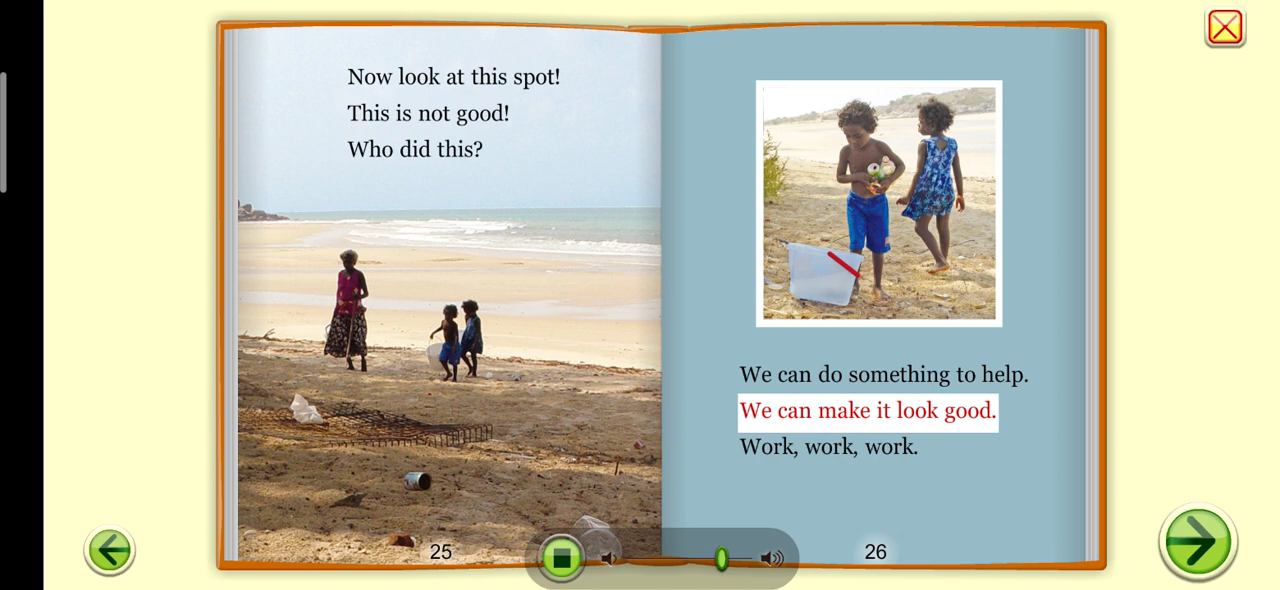 Now look at this spot!
This is not good!
Who did this?
25
We can do something to help.
We can make it look good.
Work, work, work.
26